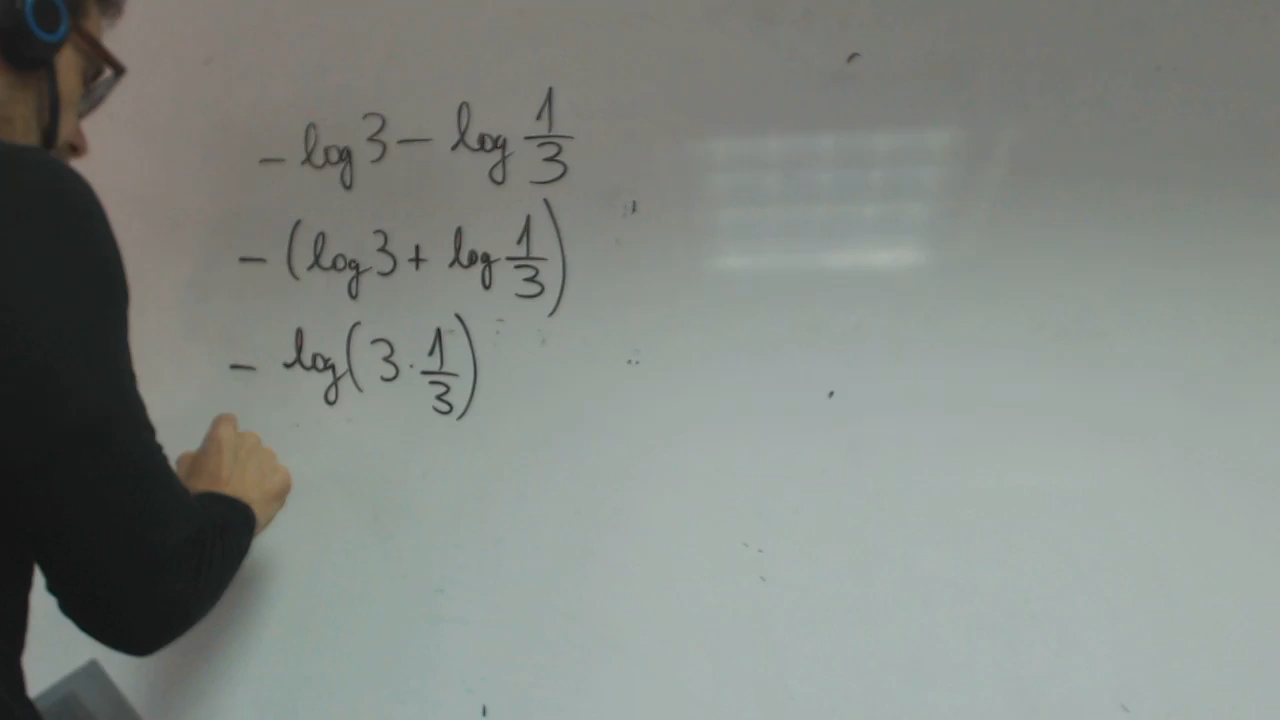 - log 3 - log 1/3
- (log 3 + log 1/3)
- log(3 · 1/3)